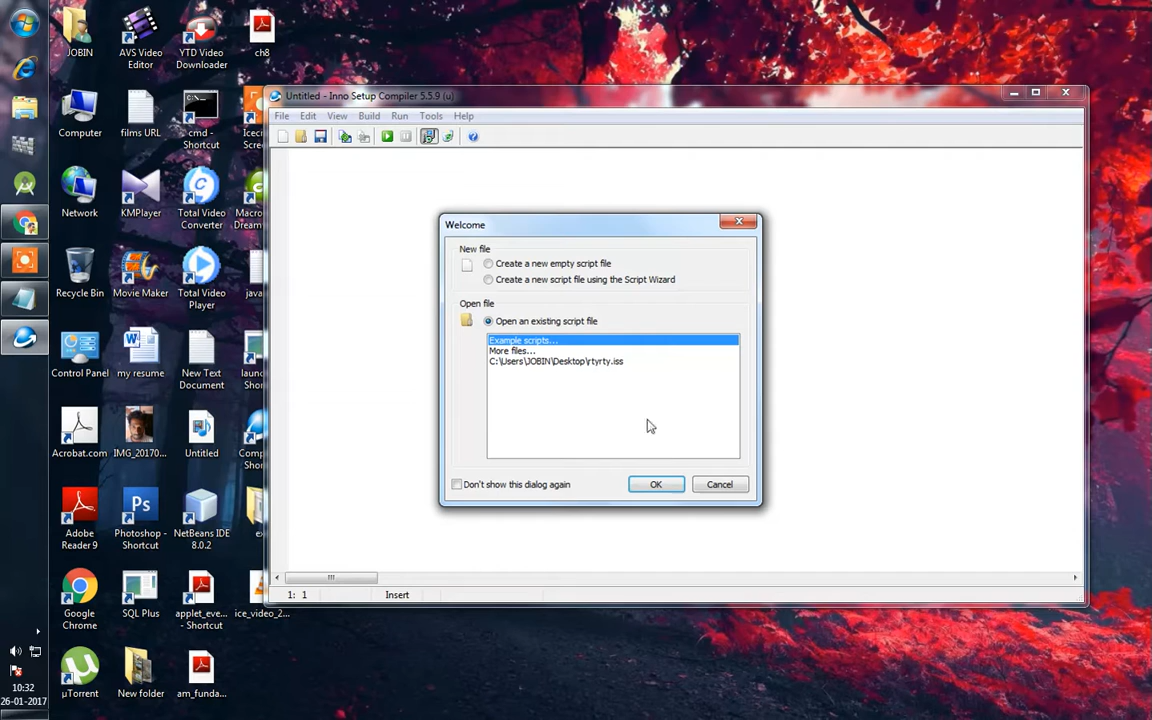 JOBIN
AVS Video
Editor
YTD Video
Downloader
ch8
Computer
films URL
cmd -
Shortcut
Network
KMPlayer
Total Video
Converter
Recycle Bin
Movie Maker
Total Video
Player
Control Panel
my resume
New Text
Document
Acrobat.com
IMG_20170...
Untitled
Adobe
Reader 9
Photoshop -
Shortcut
NetBeans IDE
8.0.2
Google
Chrome
SQL Plus
applet_eve...
- Shortcut
ice_video_2...
µTorrent
New folder
am_funda...
10:32
26-01-2017
Untitled - Inno Setup Compiler 5.5.9 (u)
File Edit View Build Run Tools Help
Welcome
New file
Create a new empty script file
Create a new script file using the Script Wizard
Open file
Open an existing script file
Example scripts...
More files...
C:\Users\JOBIN\Desktop\rtyrty.iss
Don't show this dialog again
OK
Cancel
1: 1
Insert